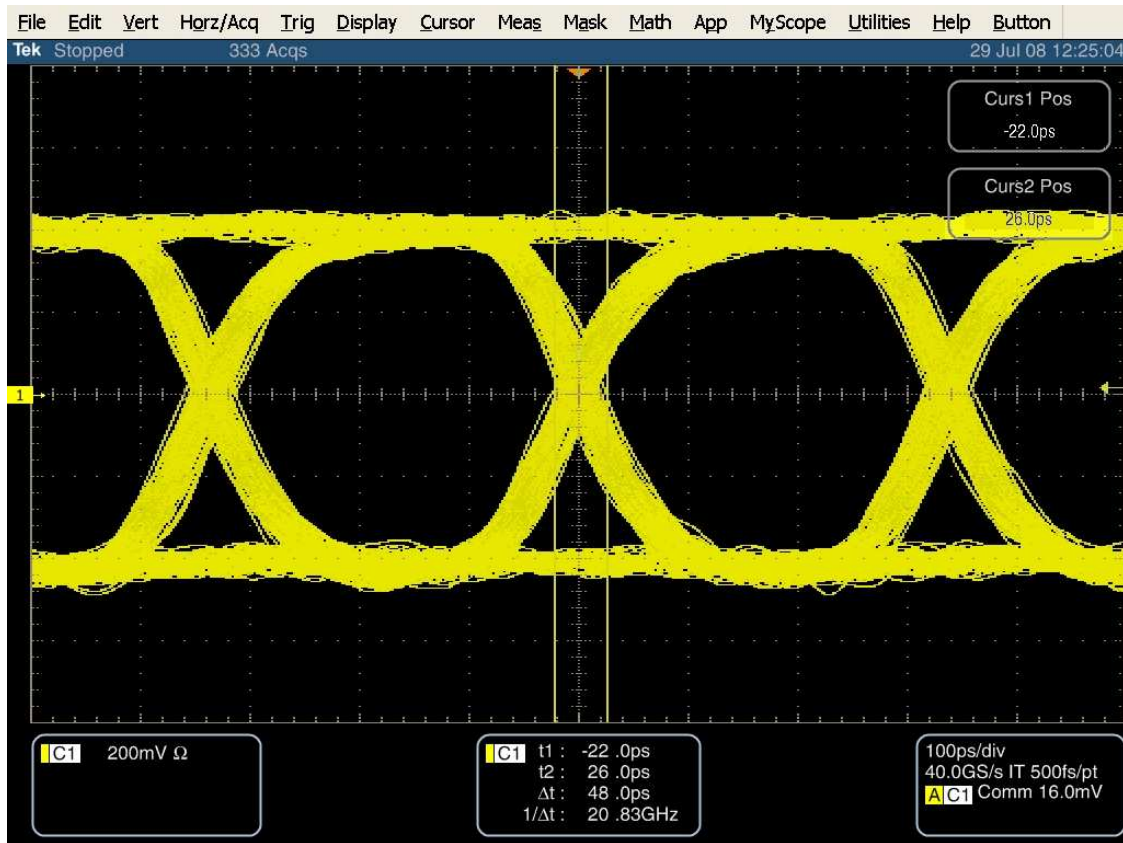 File Edit Vert Horz/Acq Trig Display Cursor Meas Mask Math App MyScope Utilities Help Button
Tek Stopped 333 Acqs 29 Jul 08 12:25:04
Curs1 Pos
-22.0ps
Curs2 Pos
26.0ps
1
C1 200mV Ω
C1 t1 : -22 .0ps
t2 : 26 .0ps
Δt : 48 .0ps
1/Δt : 20 .83GHz
100ps/div
40.0GS/s IT 500fs/pt
A C1 Comm 16.0mV